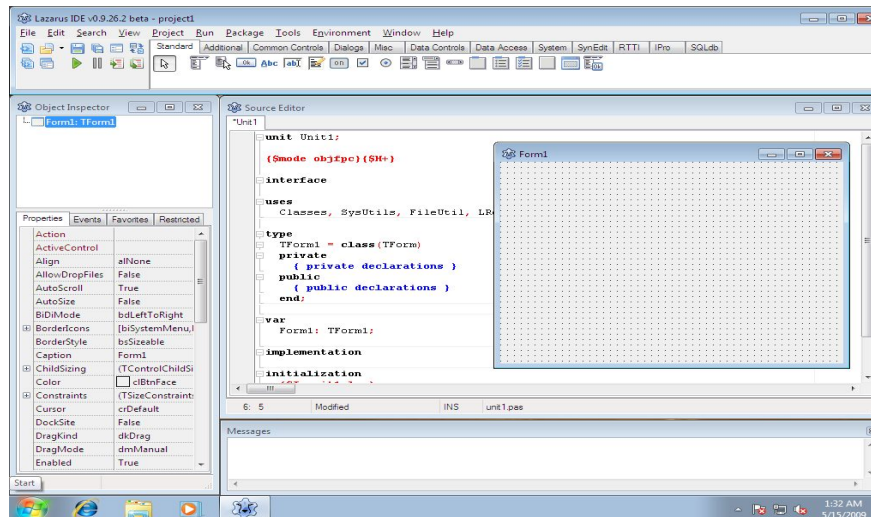 Lazarus IDE v0.9.26.2 beta - project1
File Edit Search View Project Run Package Tools Environment Window Help
Standard Additional Common Controls Dialogs Misc Data Controls Data Access System SynEdit RTTI IPro SQLdb
Ok Abc abI on
Object Inspector
Form1: TForm1
Properties Events Favorites Restricted
Action
ActiveControl
Align alNone
AllowDropFiles False
AutoScroll True
AutoSize False
BiDiMode bdLeftToRight
BorderIcons [biSystemMenu,
BorderStyle bsSizeable
Caption Form1
ChildSizing (TControlChildSi
Color clBtnFace
Constraints (TSizeConstraint
Cursor crDefault
DockSite False
DragKind dkDrag
DragMode dmManual
Enabled True
Source Editor
*Unit1
unit Unit1;
{$mode objfpc}{$H+}
interface
uses
Classes, SysUtils, FileUtil, LR
type
TForm1 = class(TForm)
private
{ private declarations }
public
{ public declarations }
end;
var
Form1: TForm1;
implementation
initialization
6: 5 Modified INS unit1.pas
Form1
Messages
Start
1:32 AM
5/15/2009